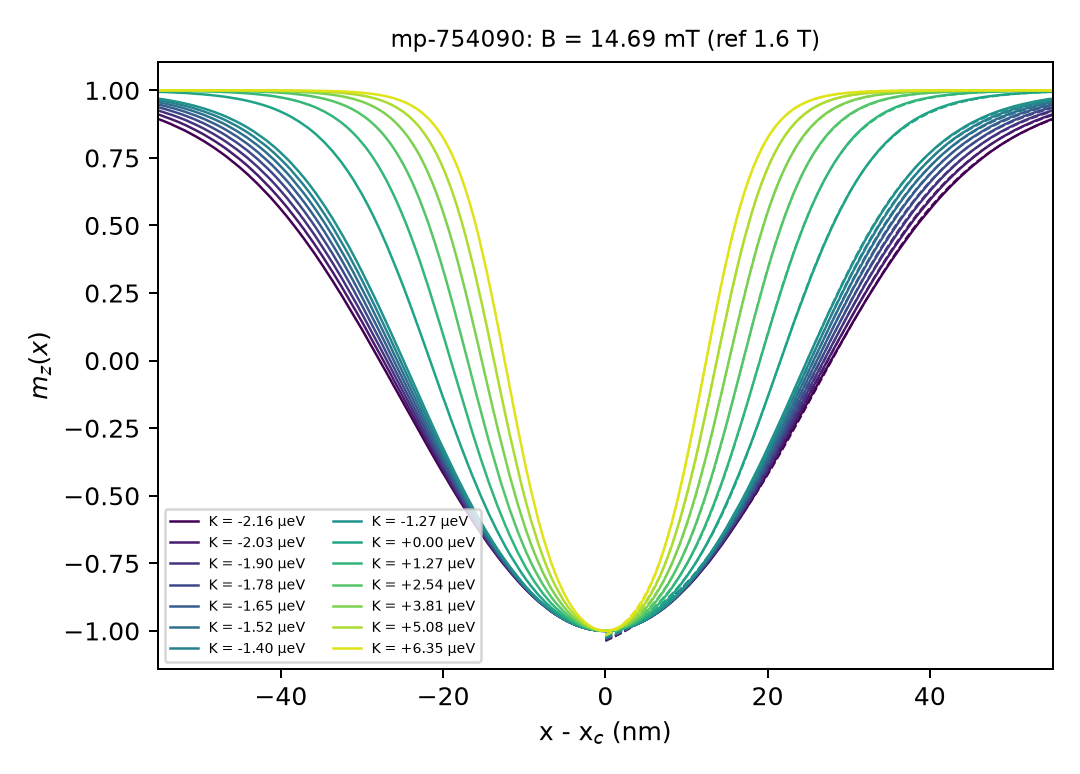 mp-754090: B = 14.69 mT (ref 1.6 T)
1.00
0.75
0.50
0.25
0.00
−0.25
−0.50
−0.75
−1.00
m_z(x)
K = -2.16 µeV
K = -2.03 µeV
K = -1.90 µeV
K = -1.78 µeV
K = -1.65 µeV
K = -1.52 µeV
K = -1.40 µeV
K = -1.27 µeV
K = +0.00 µeV
K = +1.27 µeV
K = +2.54 µeV
K = +3.81 µeV
K = +5.08 µeV
K = +6.35 µeV
−40 −20 0 20 40
x - x_c (nm)